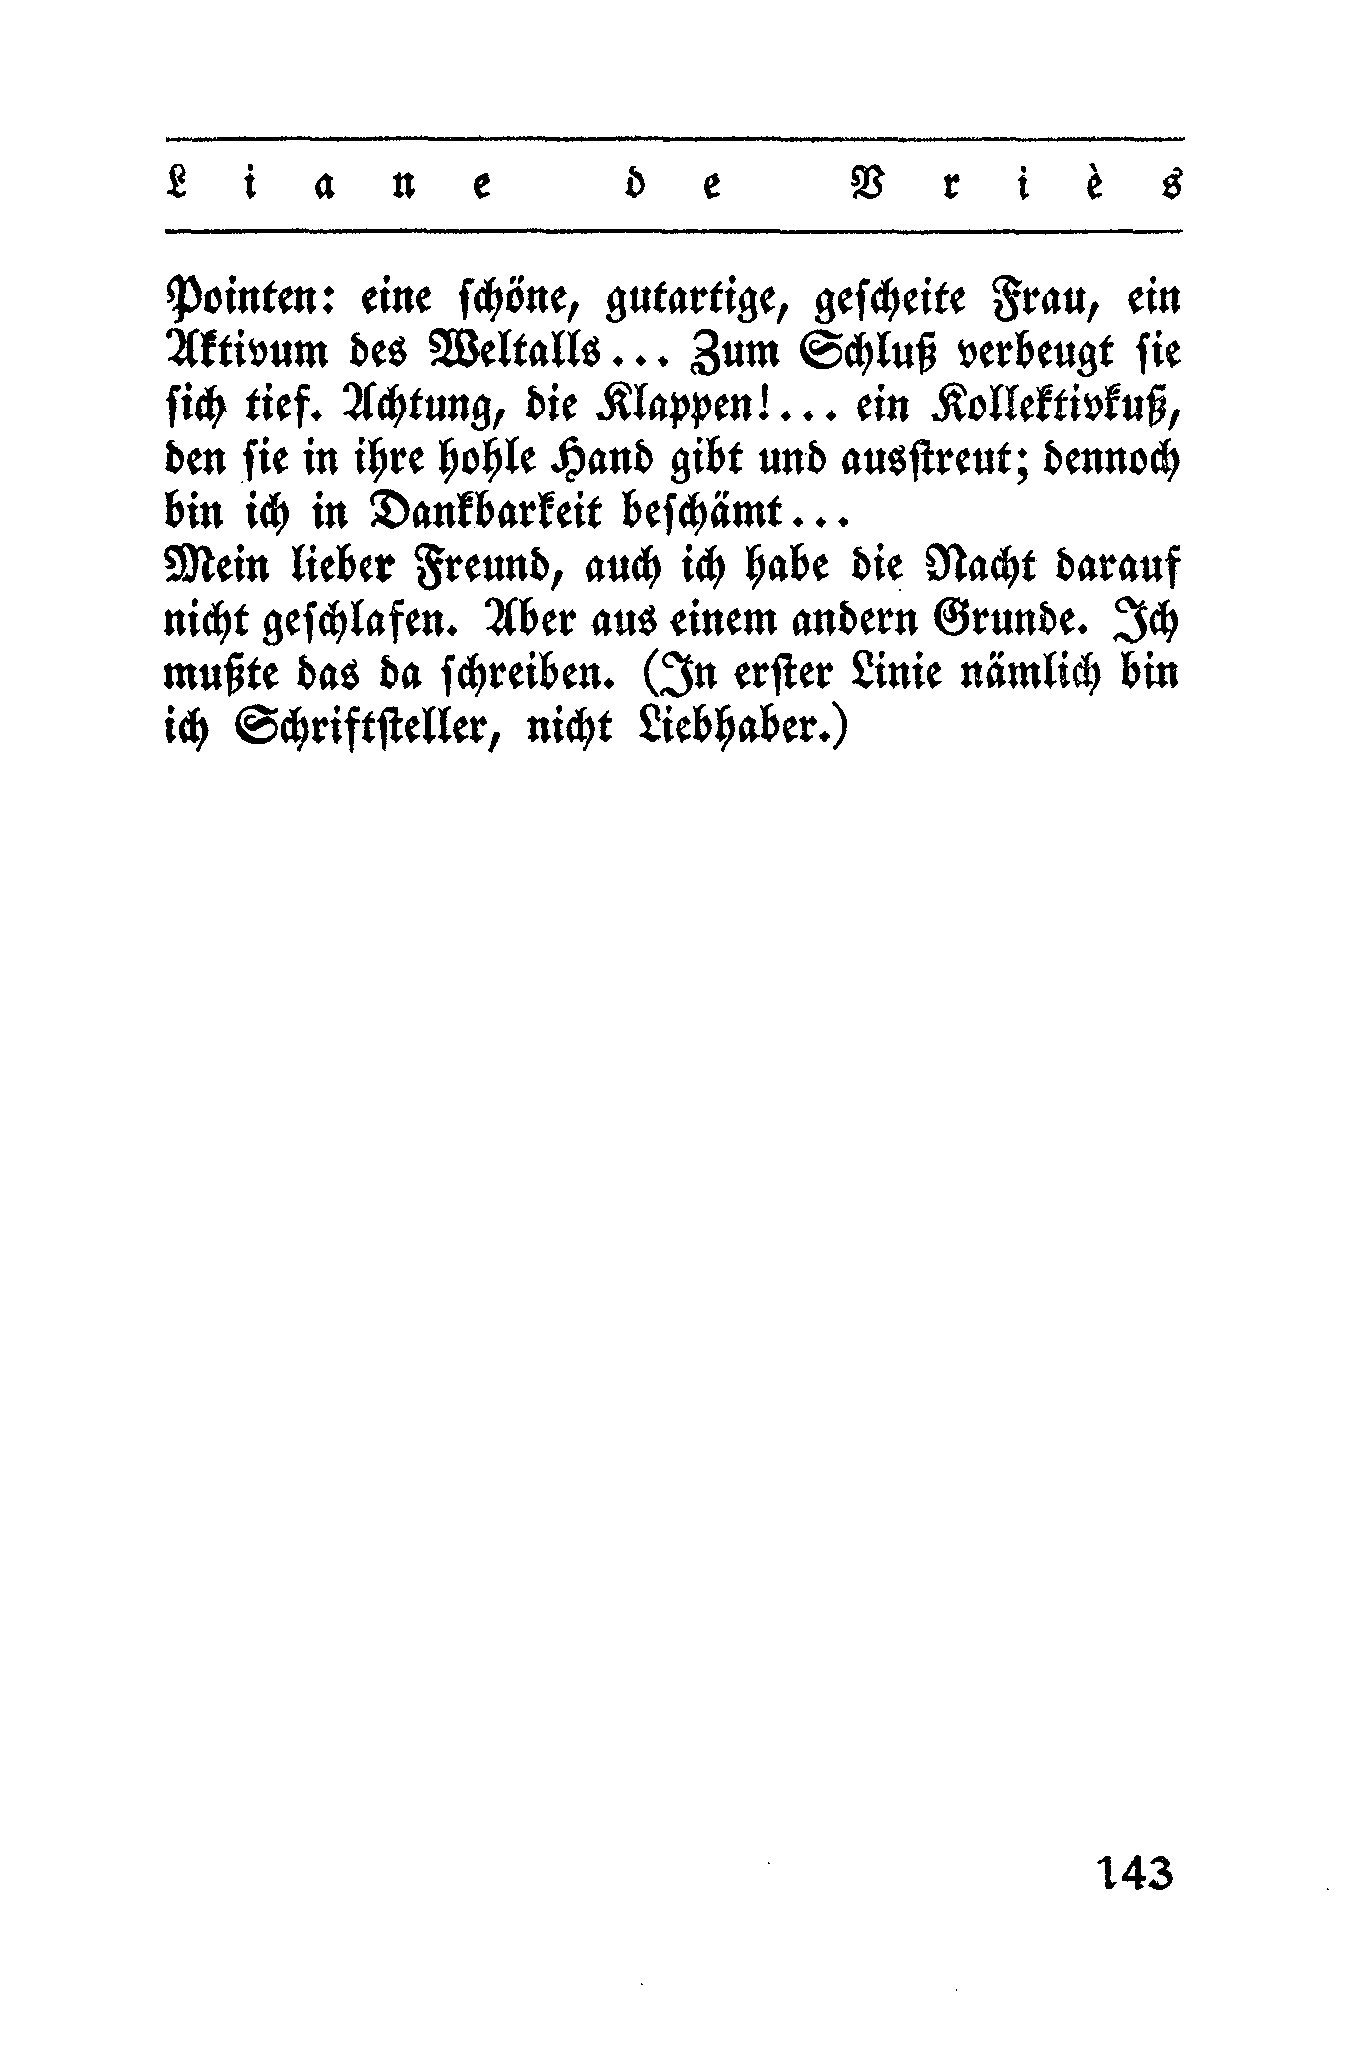 Liane de Vriès
Pointen: eine schöne, gutartige, gescheite Frau, ein
Aktivum des Weltalls... Zum Schluß verbeugt sie
sich tief. Achtung, die Klappen!... ein Kollektivkuß,
den sie in ihre hohle Hand gibt und ausstreut; dennoch
bin ich in Dankbarkeit beschämt...
Mein lieber Freund, auch ich habe die Nacht darauf
nicht geschlafen. Aber aus einem andern Grunde. Ich
mußte das da schreiben. (In erster Linie nämlich bin
ich Schriftsteller, nicht Liebhaber.)
143